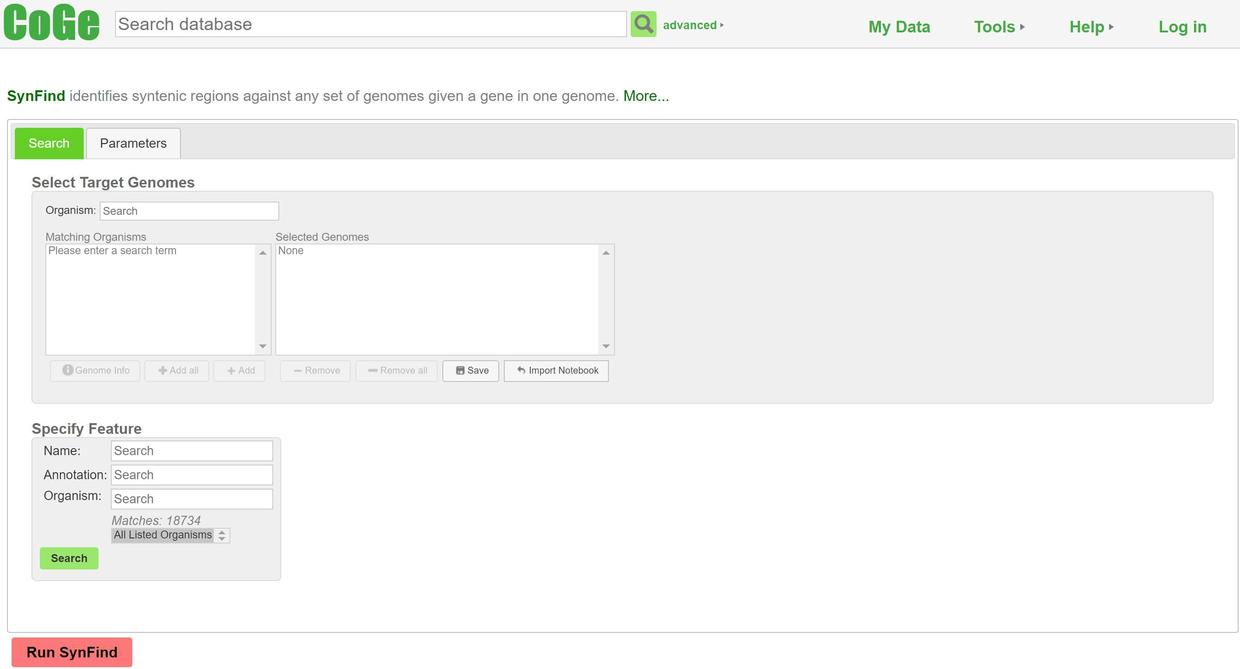 CoGe
Search database
advanced
My Data Tools Help Log in
SynFind identifies syntenic regions against any set of genomes given a gene in one genome. More...
Search Parameters
Select Target Genomes
Organism: Search
Matching Organisms Selected Genomes
Please enter a search term None
Genome Info Add all Add Remove Remove all Save Import Notebook
Specify Feature
Name: Search
Annotation: Search
Organism: Search
Matches: 18734
All Listed Organisms
Search
Run SynFind